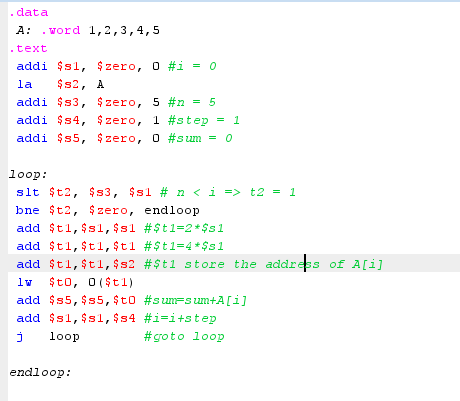 .data
A: .word 1,2,3,4,5
.text
addi $s1, $zero, 0 #i = 0
la $s2, A
addi $s3, $zero, 5 #n = 5
addi $s4, $zero, 1 #step = 1
addi $s5, $zero, 0 #sum = 0
loop:
slt $t2, $s3, $s1 # n < i => t2 = 1
bne $t2, $zero, endloop
add $t1,$s1,$s1 #$t1=2*$s1
add $t1,$t1,$t1 #$t1=4*$s1
add $t1,$t1,$s2 #$t1 store the address of A[i]
lw $t0, 0($t1)
add $s5,$s5,$t0 #sum=sum+A[i]
add $s1,$s1,$s4 #i=i+step
j loop #goto loop
endloop: